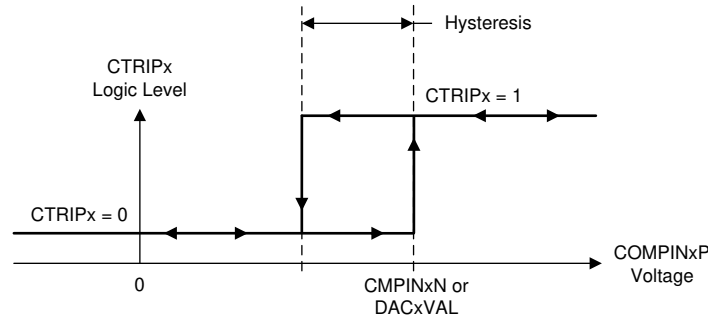 Hysteresis
CTRIPx
Logic Level
CTRIPx = 1
CTRIPx = 0
COMPINxP
Voltage
0
CMPINxN or
DACxVAL